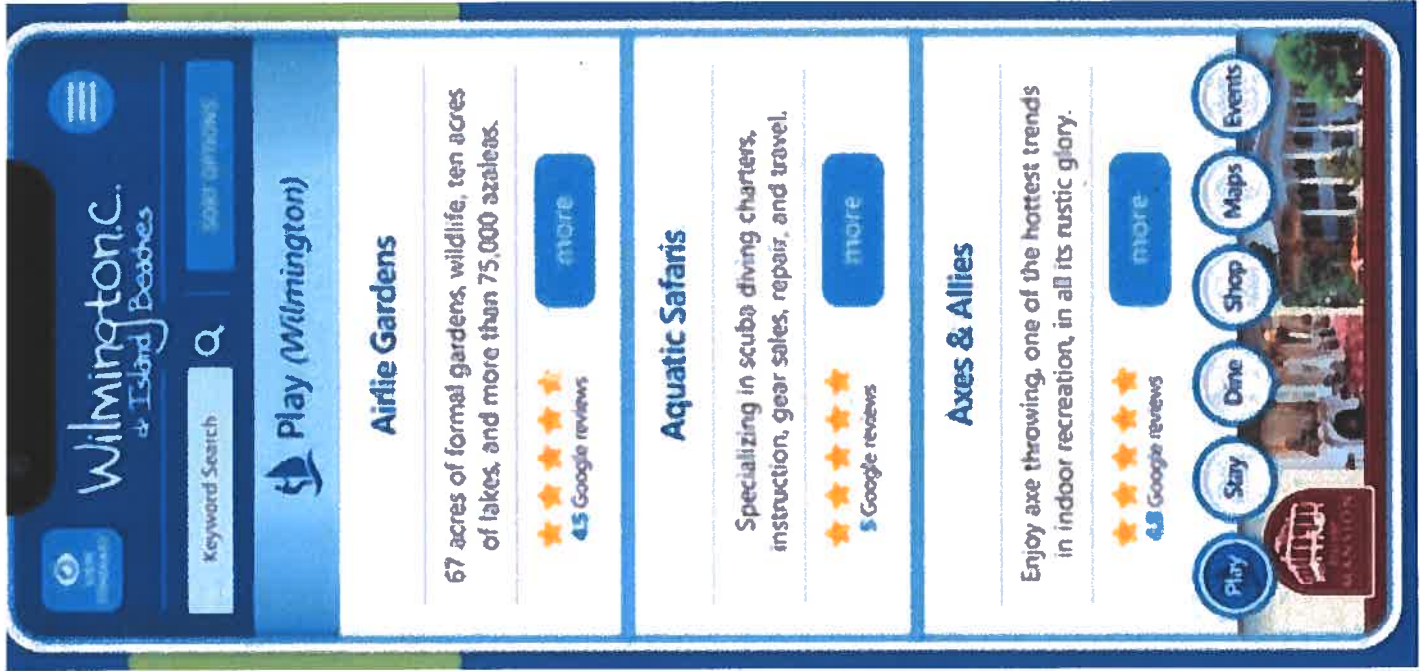 VIEW
ITINERARY
Wilmington.C.
& Island Beaches
Keyword Search
SORT OPTIONS
Play (Wilmington)
Airlie Gardens
67 acres of formal gardens, wildlife, ten acres
of lakes, and more than 75,000 azaleas.
4.5 Google reviews
more
Aquatic Safaris
Specializing in scuba diving charters,
instruction, gear sales, repair, and travel.
5 Google reviews
more
Axes & Allies
Enjoy axe throwing, one of the hottest trends
in indoor recreation, in all its rustic glory.
4.8 Google reviews
more
Play
Stay
Dine
Shop
Maps
Events
MANSION